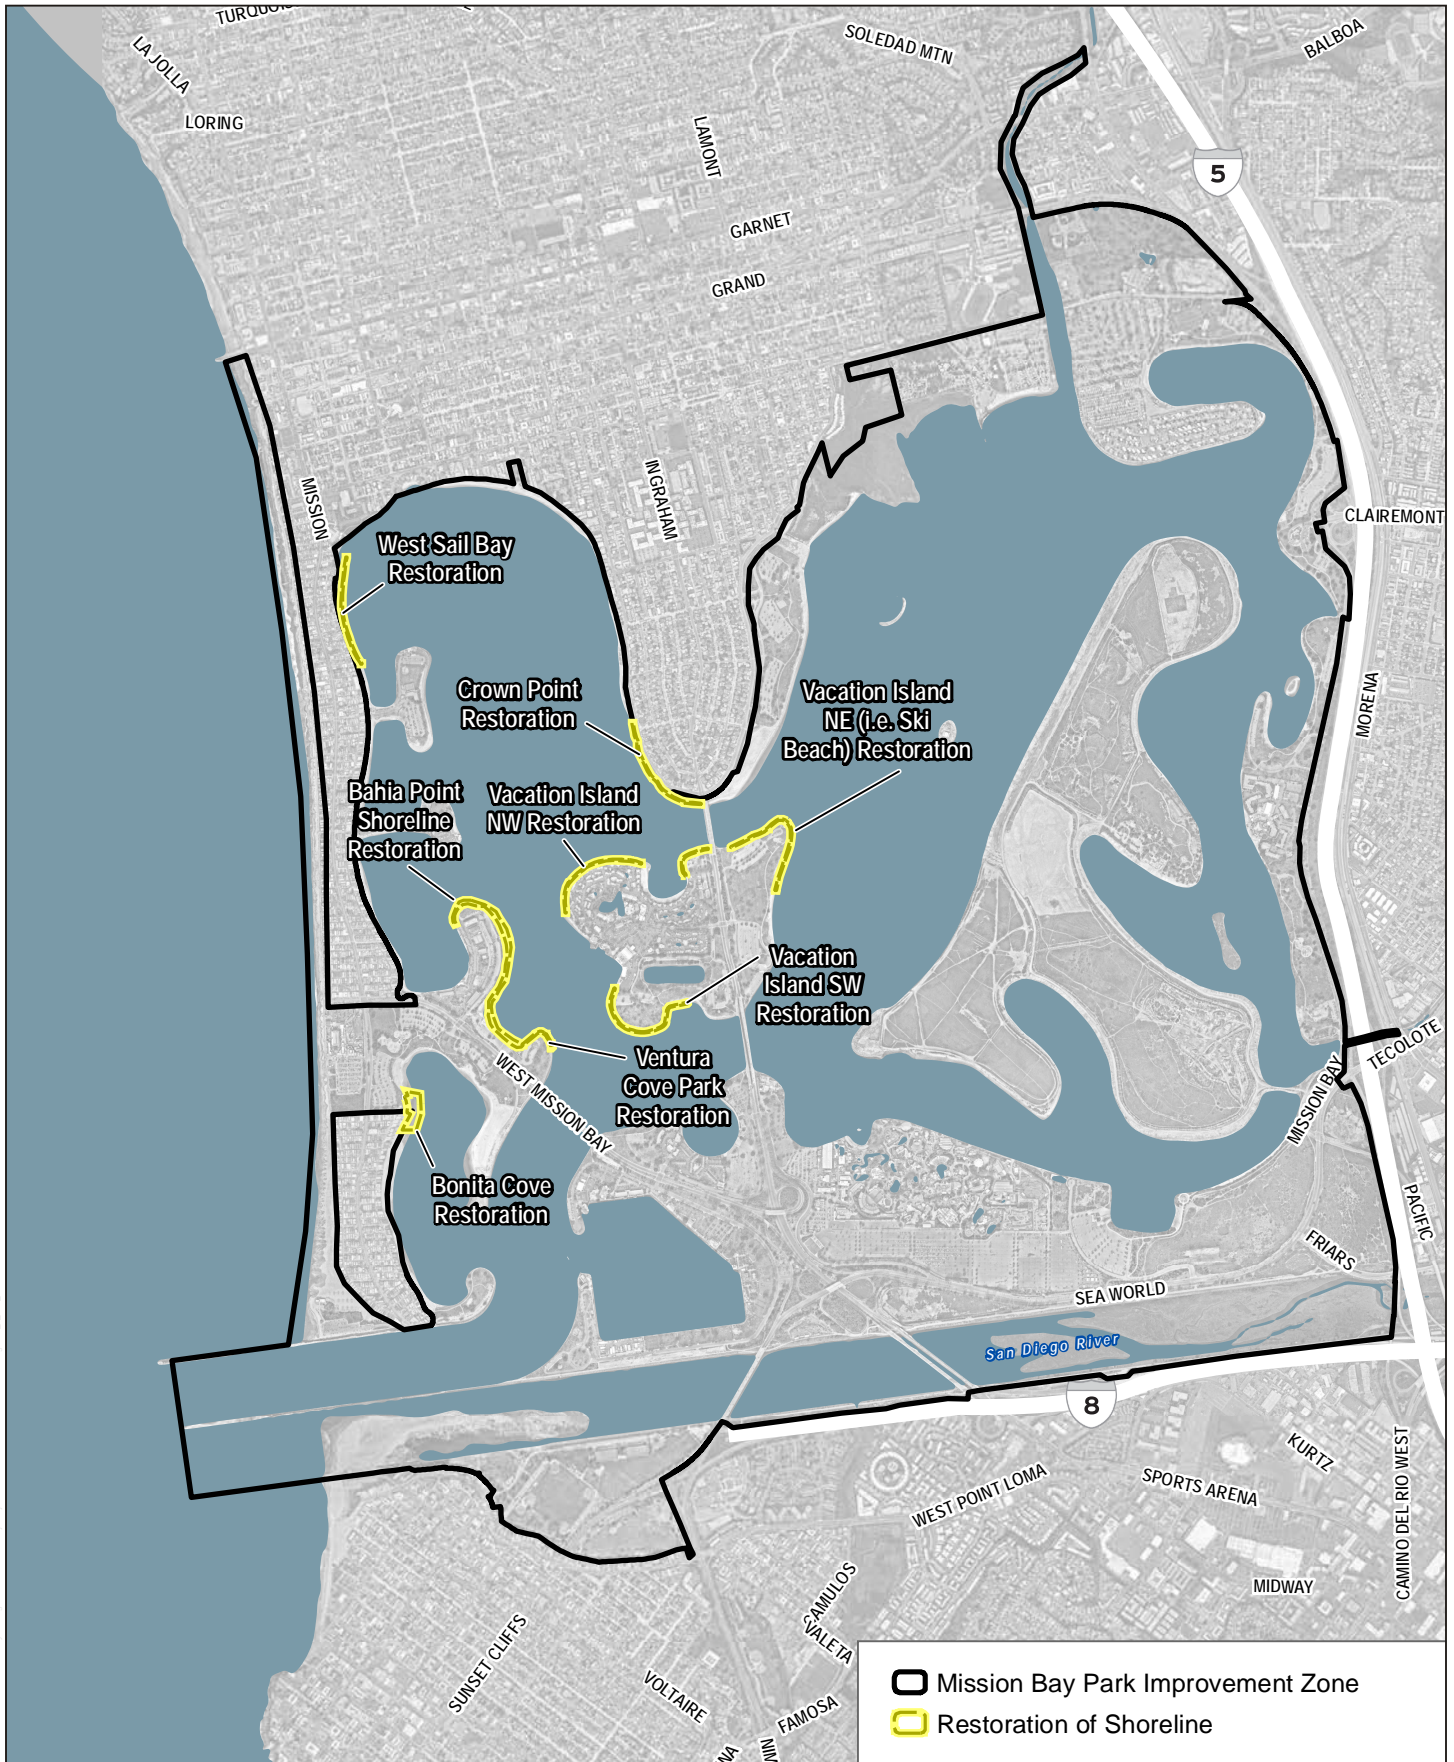 LA JOLLA
LORING
SOLEDAD MTN
BALBOA
LAMONT
5
GARNET
GRAND
MISSION
INGRAHAM
CLAIREMONT
West Sail Bay
Restoration
Crown Point
Restoration
Vacation Island
NE (i.e. Ski
Beach) Restoration
MORENA
Bahia Point
Shoreline
Restoration
Vacation Island
NW Restoration
Vacation
Island SW
Restoration
Ventura
Cove Park
Restoration
WEST MISSION BAY
MISSION BAY
TECOLOTE
Bonita Cove
Restoration
PACIFIC
FRIARS
SEA WORLD
San Diego River
8
KURTZ
SPORTS ARENA
WEST POINT LOMA
CAMINO DEL RIO WEST
MIDWAY
CAMULOS
VALETA
SUNSET CLIFFS
VOLTAIRE
FAMOSA
Mission Bay Park Improvement Zone
Restoration of Shoreline